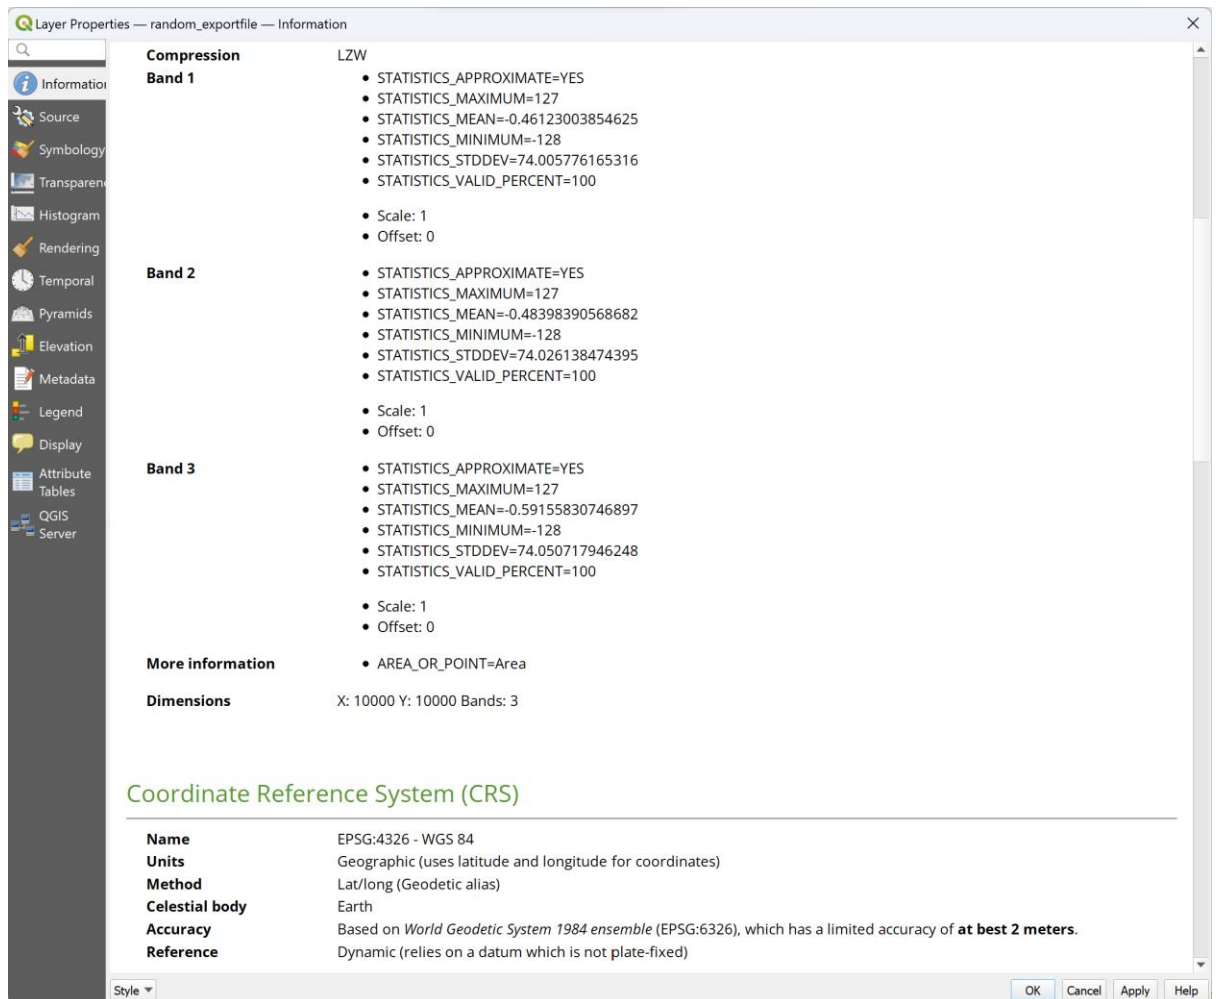 Layer Properties — random_exportfile — Information
Information
Source
Symbology
Transparen
Histogram
Rendering
Temporal
Pyramids
Elevation
Metadata
Legend
Display
Attribute
Tables
QGIS
Server
Compression LZW
Band 1
STATISTICS_APPROXIMATE=YES
STATISTICS_MAXIMUM=127
STATISTICS_MEAN=-0.46123003854625
STATISTICS_MINIMUM=-128
STATISTICS_STDDEV=74.005776165316
STATISTICS_VALID_PERCENT=100
Scale: 1
Offset: 0
Band 2
STATISTICS_APPROXIMATE=YES
STATISTICS_MAXIMUM=127
STATISTICS_MEAN=-0.48398390568682
STATISTICS_MINIMUM=-128
STATISTICS_STDDEV=74.026138474395
STATISTICS_VALID_PERCENT=100
Scale: 1
Offset: 0
Band 3
STATISTICS_APPROXIMATE=YES
STATISTICS_MAXIMUM=127
STATISTICS_MEAN=-0.59155830746897
STATISTICS_MINIMUM=-128
STATISTICS_STDDEV=74.050717946248
STATISTICS_VALID_PERCENT=100
Scale: 1
Offset: 0
More information AREA_OR_POINT=Area
Dimensions X: 10000 Y: 10000 Bands: 3
Coordinate Reference System (CRS)
Name EPSG:4326 - WGS 84
Units Geographic (uses latitude and longitude for coordinates)
Method Lat/long (Geodetic alias)
Celestial body Earth
Accuracy Based on World Geodetic System 1984 ensemble (EPSG:6326), which has a limited accuracy of at best 2 meters.
Reference Dynamic (relies on a datum which is not plate-fixed)
Style OK Cancel Apply Help